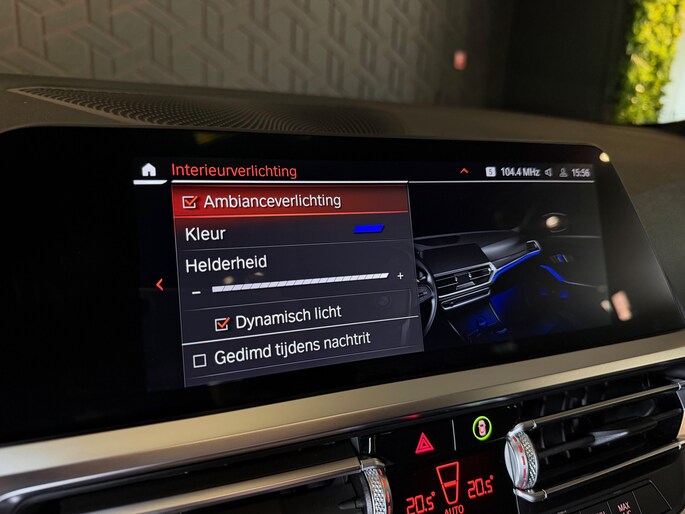 Interieurverlichting
104.4 MHz 15:56
Ambianceverlichting
Kleur
Helderheid
- +
Dynamisch licht
Gedimd tijdens nachtrit
20.5° 20.5°
AUTO
MAX